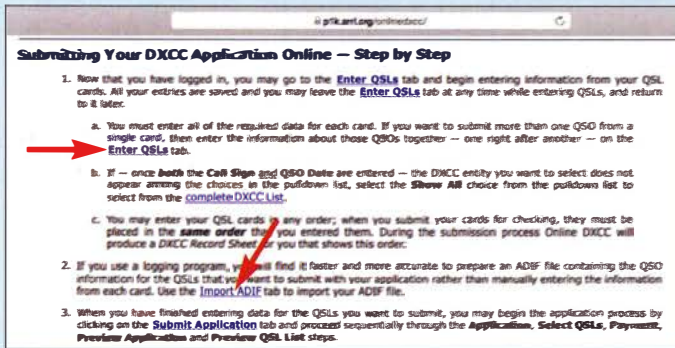 p1k.arrl.org/onlinedxcc/
Submitting Your DXCC Application Online — Step by Step
1. Now that you have logged in, you may go to the Enter QSLs tab and begin entering information from your QSL
cards. All your entries are saved and you may leave the Enter QSLs tab at any time while entering QSLs, and return
to it later.
a. You must enter all of the required data for each card. If you want to submit more than one QSO from a
single card, then enter the information about those QSOs together — one right after another — on the
Enter QSLs tab.
b. If — once both the Call Sign and QSO Date are entered — the DXCC entity you want to select does not
appear among the choices in the pulldown list, select the Show All choice from the pulldown list to
select from the complete DXCC List.
c. You may enter your QSL cards in any order; when you submit your cards for checking, they must be
placed in the same order that you entered them. During the submission process Online DXCC will
produce a DXCC Record Sheet for you that shows this order.
2. If you use a logging program, you will find it faster and more accurate to prepare an ADIF file containing the QSO
information for the QSLs that you want to submit with your application rather than manually entering the information
from each card. Use the Import ADIF tab to import your ADIF file.
3. When you have finished entering data for the QSLs you want to submit, you may begin the application process by
clicking on the Submit Application tab and proceed sequentially through the Application, Select QSLs, Payment,
Preview Application and Preview QSL List steps.